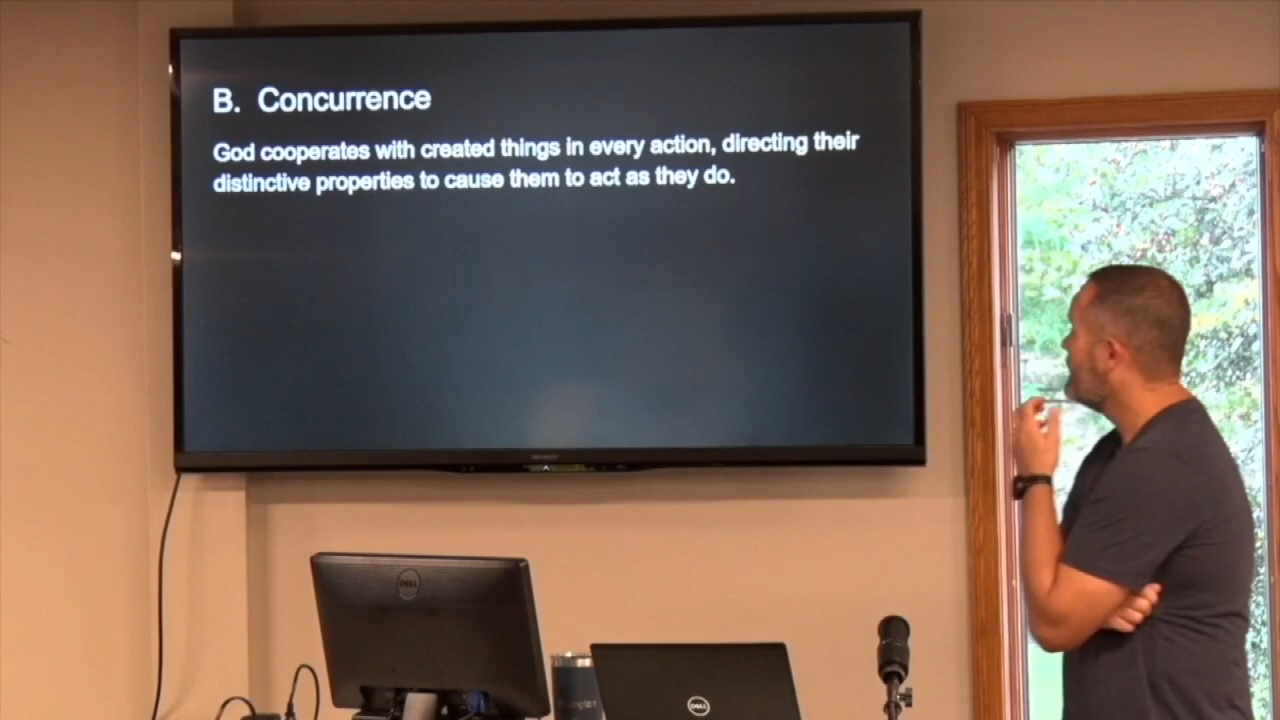 B. Concurrence
God cooperates with created things in every action, directing their
distinctive properties to cause them to act as they do.
SHARP
DELL
DELL